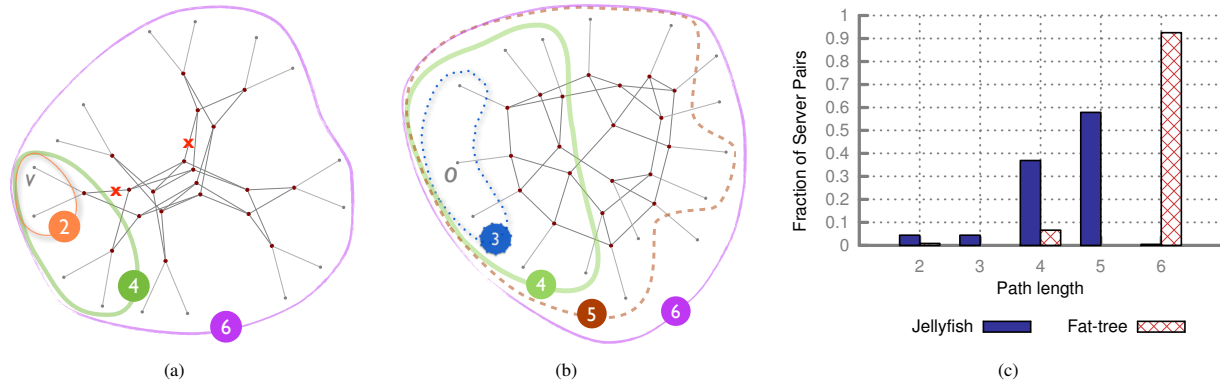 v
x
x
2
4
6
(a)
o
3
4
5
6
(b)
Fraction of Server Pairs
1
0.9
0.8
0.7
0.6
0.5
0.4
0.3
0.2
0.1
0
2 3 4 5 6
Path length
Jellyfish Fat-tree
(c)